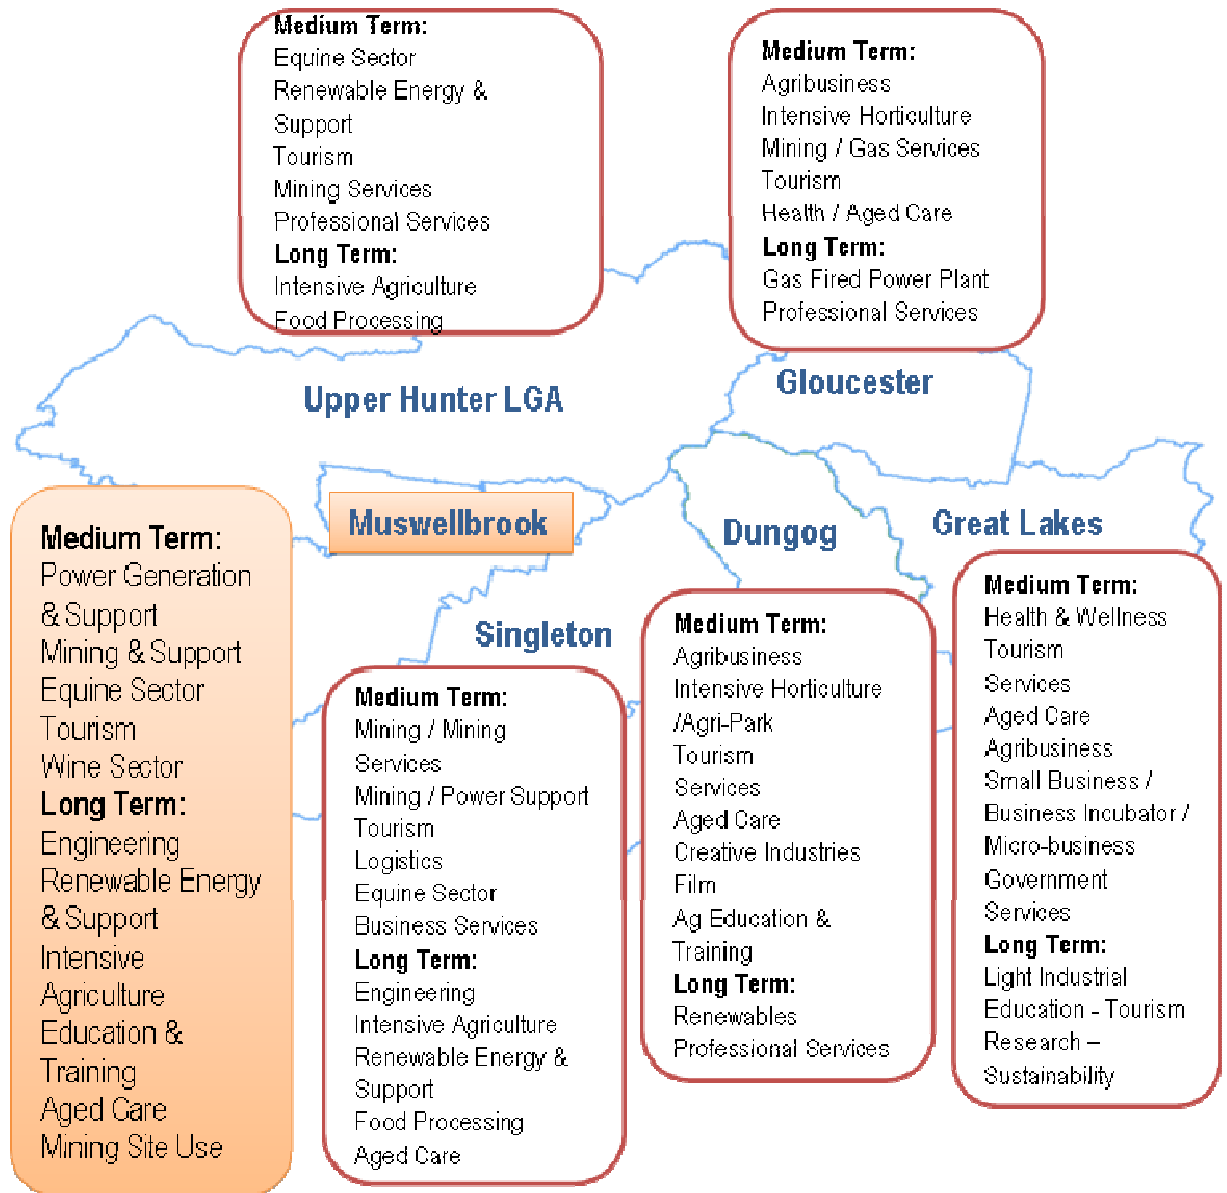 Medium Term:
Equine Sector
Renewable Energy &
Support
Tourism
Mining Services
Professional Services
Long Term:
Intensive Agriculture
Food Processing
Medium Term:
Agribusiness
Intensive Horticulture
Mining / Gas Services
Tourism
Health / Aged Care
Long Term:
Gas Fired Power Plant
Professional Services
Upper Hunter LGA
Gloucester
Muswellbrook
Dungog
Great Lakes
Singleton
Medium Term:
Power Generation
& Support
Mining & Support
Equine Sector
Tourism
Wine Sector
Long Term:
Engineering
Renewable Energy
& Support
Intensive
Agriculture
Education &
Training
Aged Care
Mining Site Use
Medium Term:
Mining / Mining
Services
Mining / Power Support
Tourism
Logistics
Equine Sector
Business Services
Long Term:
Engineering
Intensive Agriculture
Renewable Energy &
Support
Food Processing
Aged Care
Medium Term:
Agribusiness
Intensive Horticulture
/Agri-Park
Tourism
Services
Aged Care
Creative Industries
Film
Ag Education &
Training
Long Term:
Renewables
Professional Services
Medium Term:
Health & Wellness
Tourism
Services
Aged Care
Agribusiness
Small Business /
Business Incubator /
Micro-business
Government
Services
Long Term:
Light Industrial
Education - Tourism
Research –
Sustainability